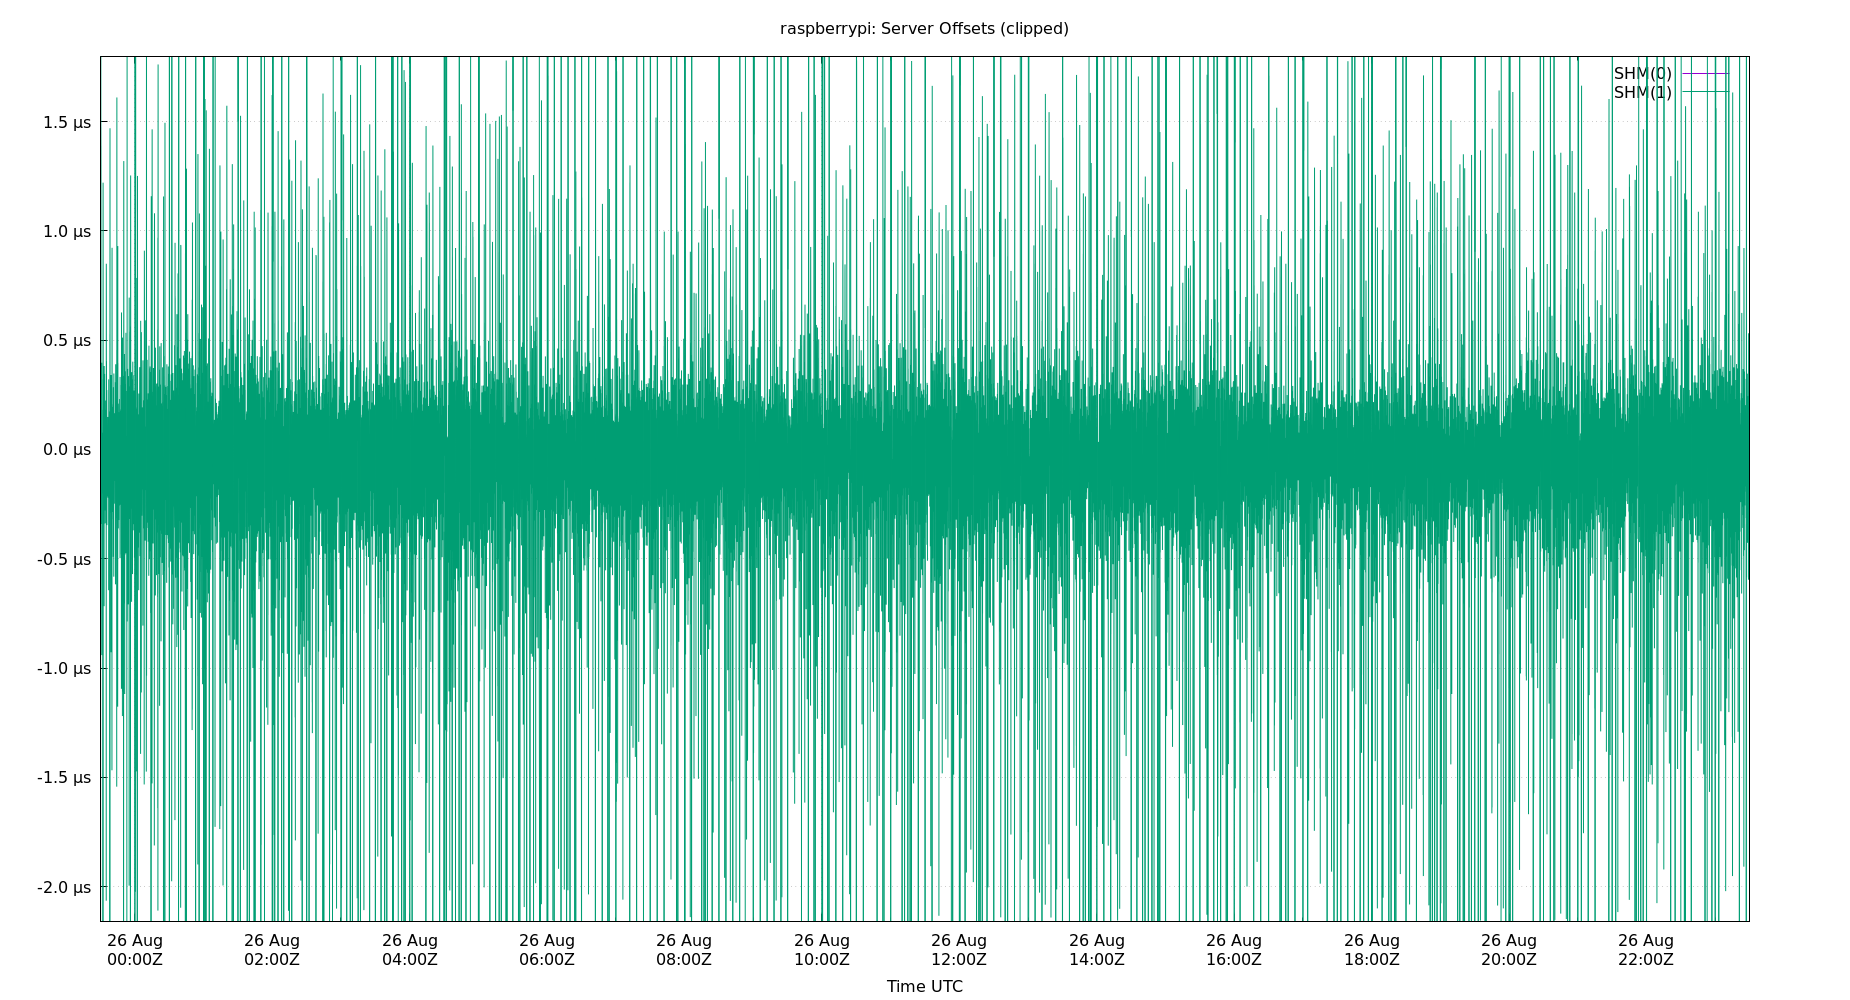 raspberrypi: Server Offsets (clipped)
SHM(0)
SHM(1)
1.5 µs
1.0 µs
0.5 µs
0.0 µs
-0.5 µs
-1.0 µs
-1.5 µs
-2.0 µs
26 Aug 26 Aug 26 Aug 26 Aug 26 Aug 26 Aug 26 Aug 26 Aug 26 Aug 26 Aug 26 Aug 26 Aug
00:00Z 02:00Z 04:00Z 06:00Z 08:00Z 10:00Z 12:00Z 14:00Z 16:00Z 18:00Z 20:00Z 22:00Z
Time UTC